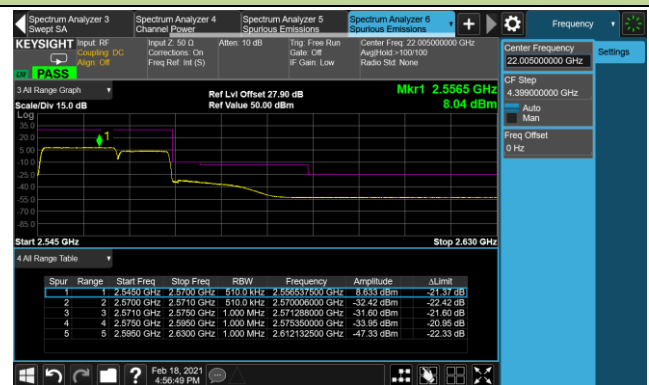 Spectrum Analyzer 3
Swept SA
Spectrum Analyzer 4
Channel Power
Spectrum Analyzer 5
Spurious Emissions
Spectrum Analyzer 6
Spurious Emissions
Frequency
KEYSIGHT
Input: RF
Coupling: DC
Align: Off
Input Z: 50 Ω
Corrections: On
Freq Ref: Int (S)
Atten: 10 dB
Trig: Free Run
Gate: Off
IF Gain: Low
Center Freq: 22.005000000 GHz
Avg|Hold:>100/100
Radio Std: None
PASS
Center Frequency
22.005000000 GHz
Settings
CF Step
4.399000000 GHz
Auto
Man
Freq Offset
0 Hz
3 All Range Graph
Ref Lvl Offset 27.90 dB
Mkr1 2.5565 GHz
Scale/Div 15.0 dB
Ref Value 50.00 dBm
8.04 dBm
Log
35.0
20.0
5.00
-10.0
-25.0
-40.0
-55.0
-70.0
-85.0
1
Start 2.545 GHz
Stop 2.630 GHz
4 All Range Table
Spur Range Start Freq Stop Freq RBW Frequency Amplitude ΔLimit
1 1 2.5450 GHz 2.5700 GHz 510.0 kHz 2.556537500 GHz 8.633 dBm -21.37 dB
2 2 2.5700 GHz 2.5710 GHz 510.0 kHz 2.570006000 GHz -32.42 dBm -22.42 dB
3 3 2.5710 GHz 2.5750 GHz 1.000 MHz 2.571288000 GHz -31.60 dBm -21.60 dB
4 4 2.5750 GHz 2.5950 GHz 1.000 MHz 2.575350000 GHz -33.95 dBm -20.95 dB
5 5 2.5950 GHz 2.6300 GHz 1.000 MHz 2.612132500 GHz -47.33 dBm -22.33 dB
Feb 18, 2021
4:56:49 PM